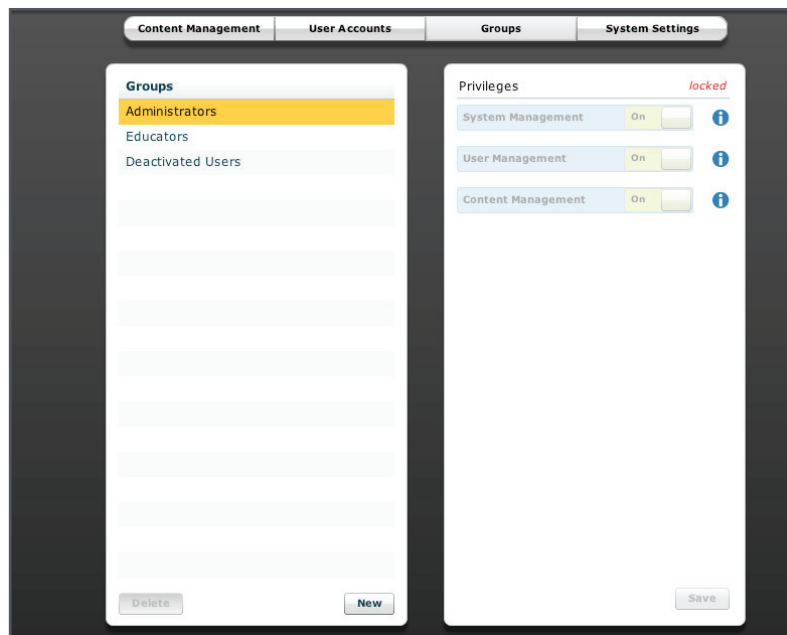 Content Management User Accounts Groups System Settings
Groups
Administrators
Educators
Deactivated Users
Delete New
Privileges locked
System Management On
User Management On
Content Management On
Save